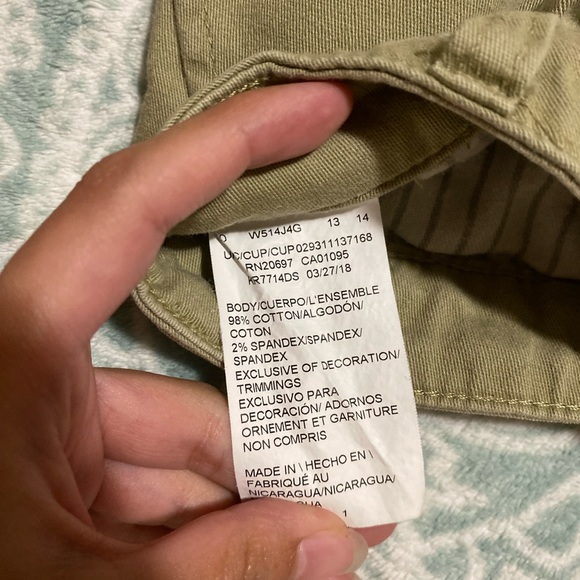 0 W514J4G 13 14
UC/CUP/CUP029311137168
RN20697 CA01095
KR7714DS 03/27/18
BODY/CUERPO/L'ENSEMBLE
98% COTTON/ALGODÓN/
COTON
2% SPANDEX/SPANDEX/
SPANDEX
EXCLUSIVE OF DECORATION/
TRIMMINGS
EXCLUSIVO PARA
DECORACIÓN/ ADORNOS
ORNEMENT ET GARNITURE
NON COMPRIS
MADE IN \ HECHO EN \
FABRIQUÉ AU
NICARAGUA/NICARAGUA/
1